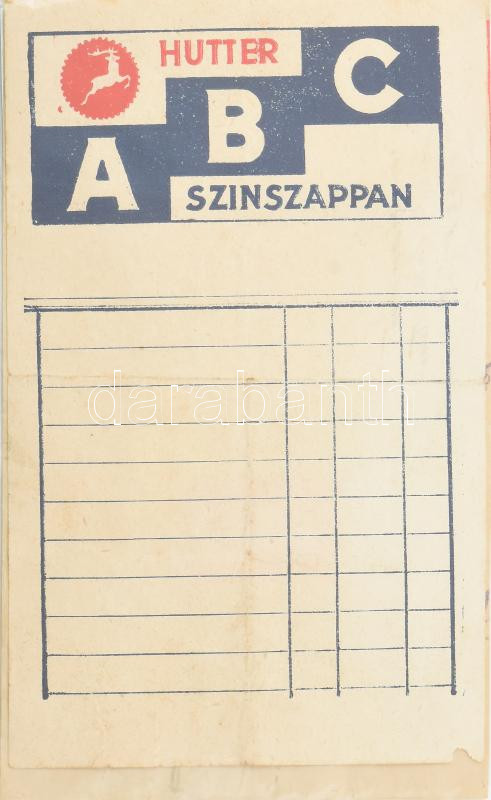 HUTTER
A B C
SZINSZAPPAN
darabanth